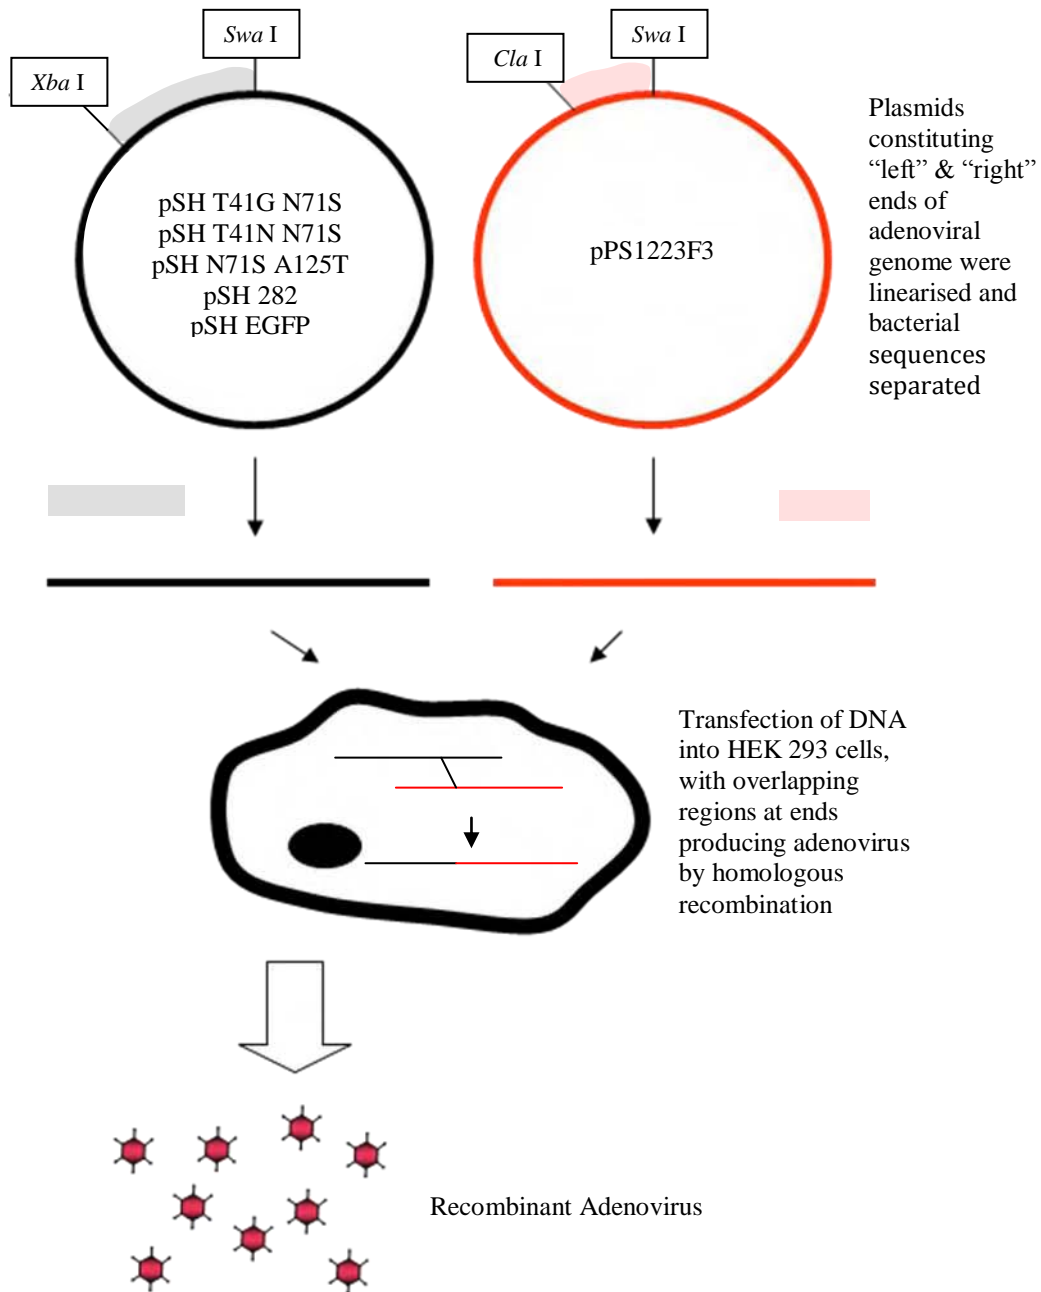 Swa I
Swa I
Cla I
Xba I
Plasmids
constituting
“left” & “right”
ends of
adenoviral
genome were
linearised and
bacterial
sequences
separated
pSH T41G N71S
pSH T41N N71S
pSH N71S A125T
pSH 282
pSH EGFP
pPS1223F3
Transfection of DNA
into HEK 293 cells,
with overlapping
regions at ends
producing adenovirus
by homologous
recombination
Recombinant Adenovirus